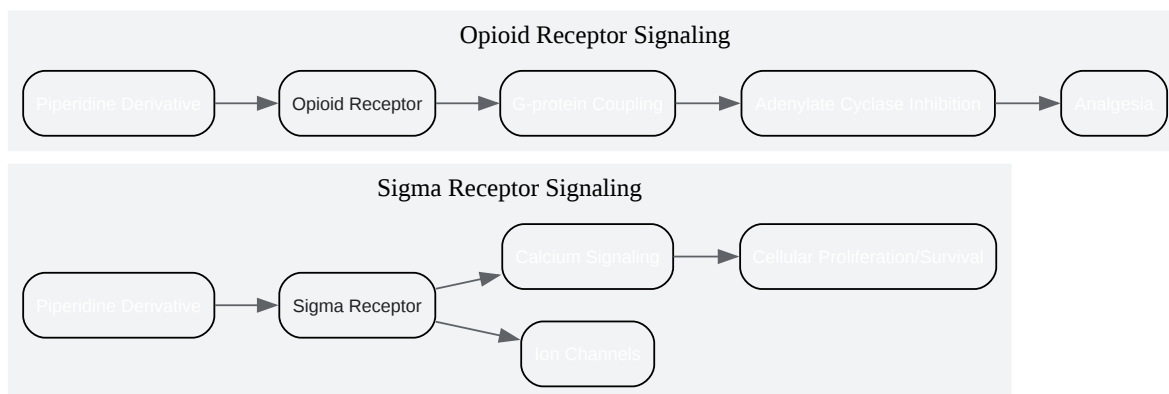 Opioid Receptor Signaling
Piperidine Derivative
Opioid Receptor
G-protein Coupling
Adenylate Cyclase Inhibition
Analgesia
Sigma Receptor Signaling
Piperidine Derivative
Sigma Receptor
Calcium Signaling
Cellular Proliferation/Survival
Ion Channels